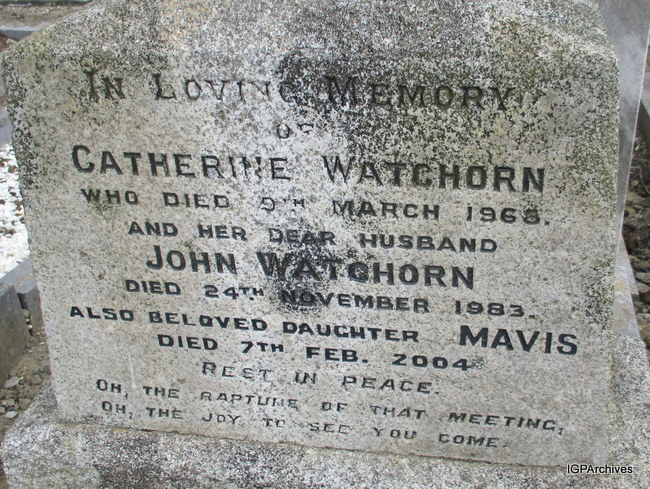 IN LOVING MEMORY
OF
CATHERINE WATCHORN
WHO DIED 9TH MARCH 1968.
AND HER DEAR HUSBAND
JOHN WATCHORN
DIED 24TH NOVEMBER 1983.
ALSO BELOVED DAUGHTER MAVIS
DIED 7TH FEB. 2004
REST IN PEACE.
OH, THE RAPTURE OF THAT MEETING,
OH, THE JOY TO SEE YOU COME.
IGPArchives